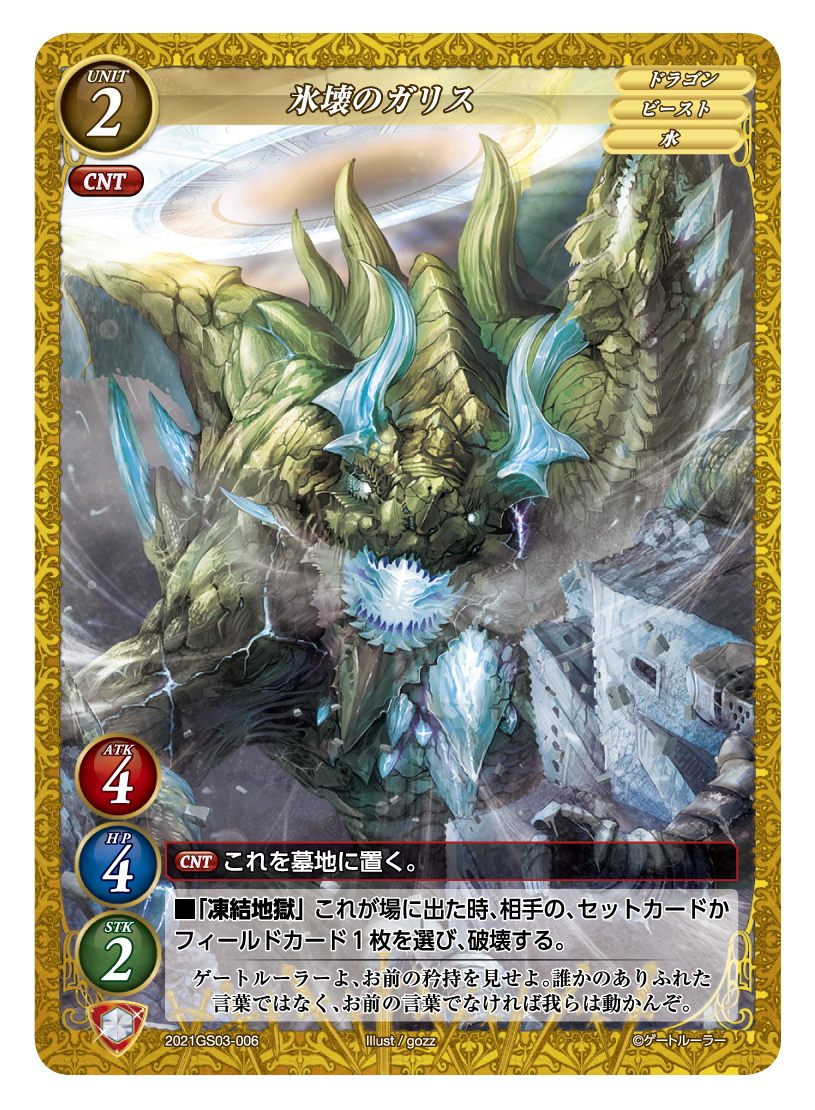 UNIT
2
氷壊のガリス
ドラゴン
ビースト
水
CNT
ATK
4
HP
4
STK
2
CNT これを墓地に置く。
■「凍結地獄」これが場に出た時、相手の、セットカードか
フィールドカード1枚を選び、破壊する。
ゲートルーラーよ、お前の矜持を見せよ。誰かのありふれた
言葉ではなく、お前の言葉でなければ我らは動かんぞ。
2021GS03-006
Illust / gozz
©ゲートルーラー